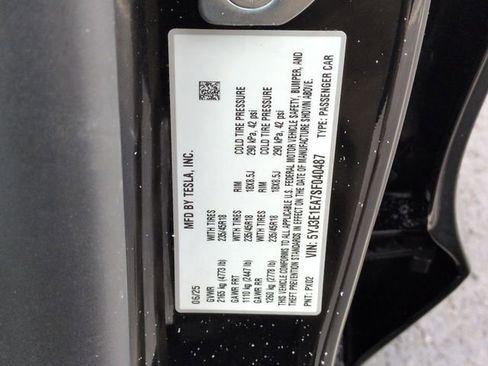 MFD BY TESLA, INC.
06/25
GVWR WITH TIRES RIM COLD TIRE PRESSURE
2165 kg (4773 lb) 235/45R18 18X8.5J 290 kPa, 42 psi
GAWR FRT WITH TIRES RIM COLD TIRE PRESSURE
1110 kg (2447 lb) 235/45R18 18X8.5J 290 kPa, 42 psi
GAWR RR
1260 kg (2778 lb)
THIS VEHICLE CONFORMS TO ALL APPLICABLE U.S. FEDERAL MOTOR VEHICLE SAFETY, BUMPER, AND
THEFT PREVENTION STANDARDS IN EFFECT ON THE DATE OF MANUFACTURE SHOWN ABOVE.
PNT: PX02 VIN: 5YJ3E1EA7SF040487 TYPE: PASSENGER CAR